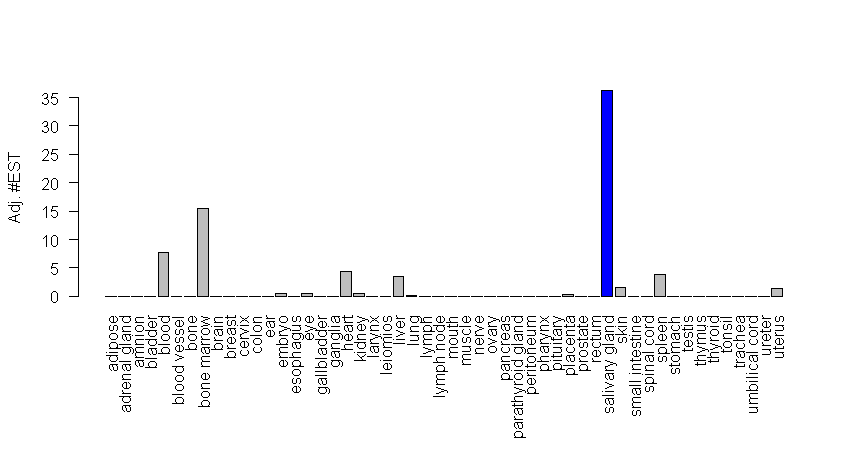 Adj. #EST
35
30
25
20
15
10
5
0
adipose
adrenal gland
amnion
bladder
blood
blood vessel
bone
bone marrow
brain
breast
cervix
colon
ear
embryo
esophagus
eye
gallbladder
ganglia
heart
kidney
larynx
leiomios
liver
lung
lymph
lymph node
mouth
muscle
nerve
ovary
pancreas
parathyroid gland
peritoneum
pharynx
pituitary
placenta
prostate
rectum
salivary gland
skin
small intestine
spinal cord
spleen
stomach
testis
thymus
thyroid
tonsil
trachea
umbilical cord
ureter
uterus